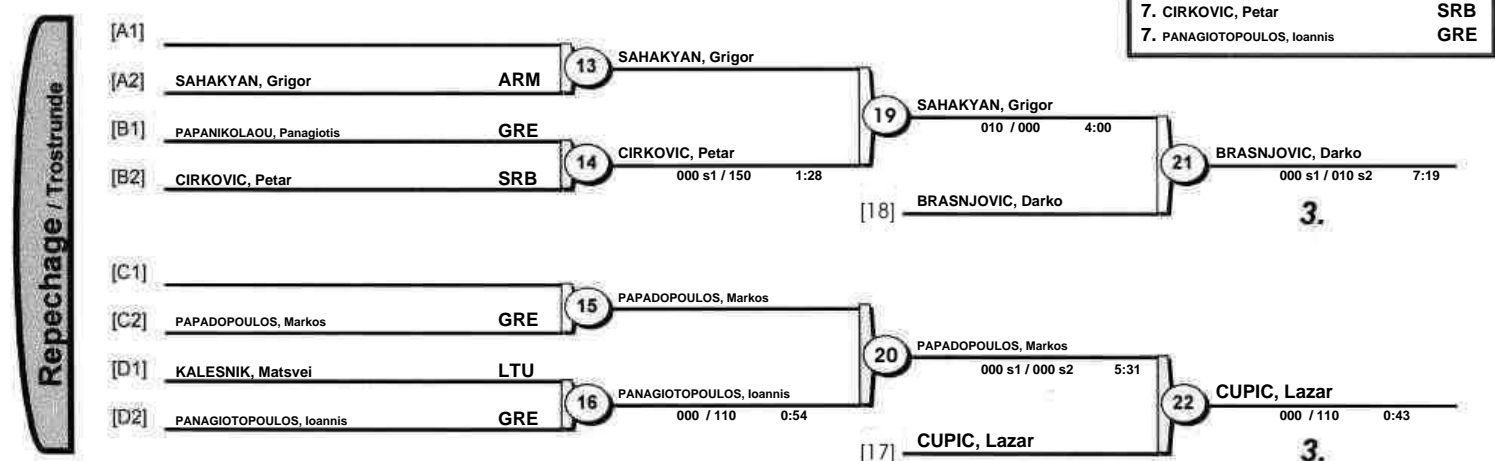 7. CIRKOVIC, Petar SRB
7. PANAGIOTOPOULOS, Ioannis GRE
Repechage / Trostrunde
[A1]
[A2] SAHAKYAN, Grigor ARM
13 SAHAKYAN, Grigor
[B1] PAPANIKOLAOU, Panagiotis GRE
[B2] CIRKOVIC, Petar SRB
14 CIRKOVIC, Petar
000 s1 / 150 1:28
19 SAHAKYAN, Grigor
010 / 000 4:00
[18] BRASNJOVIC, Darko
21 BRASNJOVIC, Darko
000 s1 / 010 s2 7:19
3.
[C1]
[C2] PAPADOPOULOS, Markos GRE
15 PAPADOPOULOS, Markos
[D1] KALESNIK, Matsvei LTU
[D2] PANAGIOTOPOULOS, Ioannis GRE
16 PANAGIOTOPOULOS, Ioannis
000 / 110 0:54
20 PAPADOPOULOS, Markos
000 s1 / 000 s2 5:31
[17] CUPIC, Lazar
22 CUPIC, Lazar
000 / 110 0:43
3.